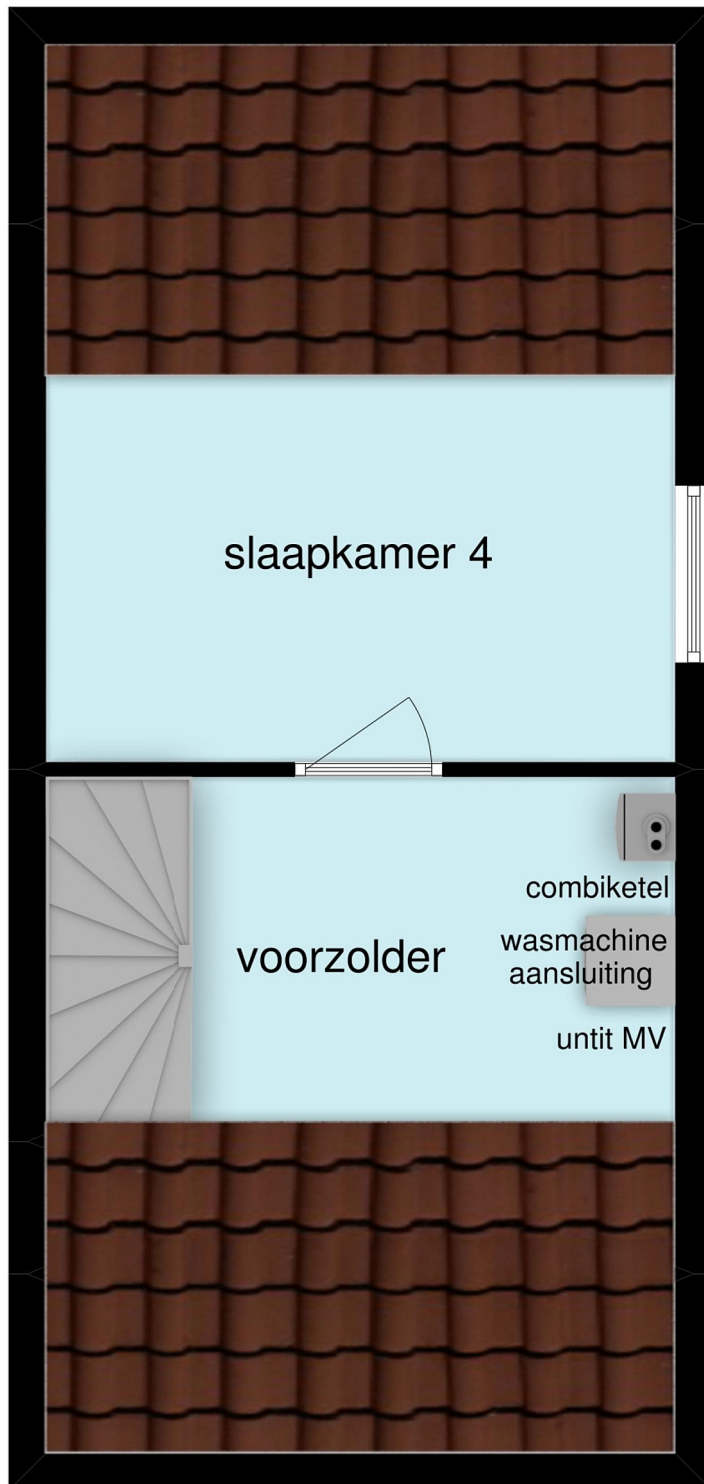 slaapkamer 4
combiketel
voorzolder
wasmachine
aansluiting
untit MV